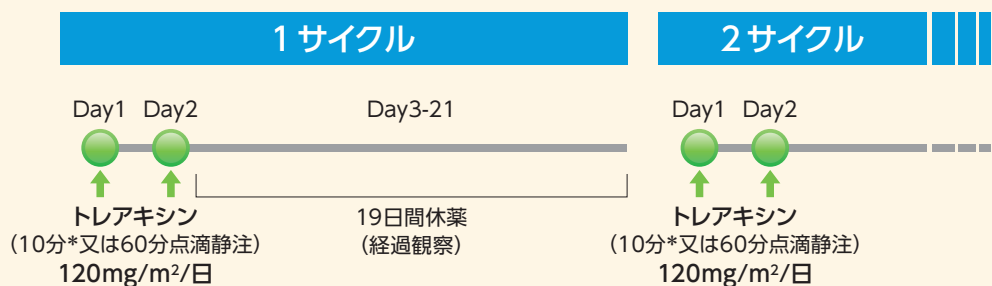 1サイクル
2サイクル
Day1 Day2 Day3-21
Day1 Day2
トレアキシン
(10分*又は60分点滴静注)
120mg/m²/日
19日間休薬
(経過観察)
トレアキシン
(10分*又は60分点滴静注)
120mg/m²/日